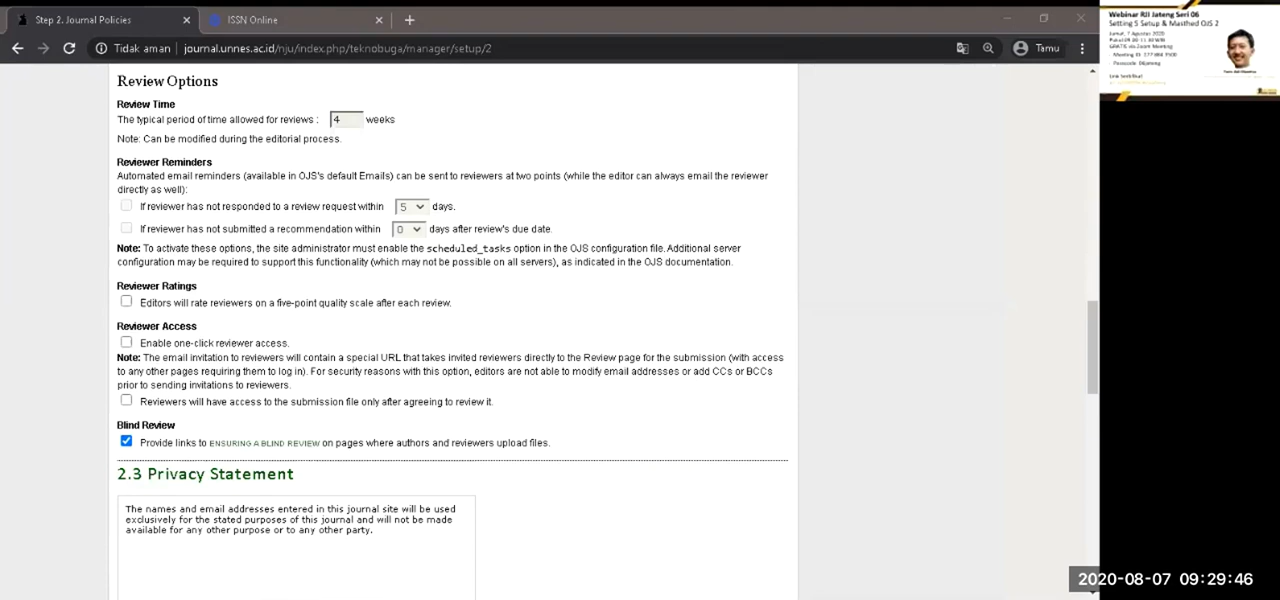 Step 2. Journal Policies
ISSN Online
Tidak aman
journal.unnes.ac.id/nju/index.php/teknobuga/manager/setup/2
Tamu
Webinar RJI Jateng Seri 06
Setting 5 Setup & Masthed OJS 2
Jumat, 7 Agustus 2020
GRATIS via Zoom Meeting
Review Options
Review Time
The typical period of time allowed for reviews : 4 weeks
Note: Can be modified during the editorial process.
Reviewer Reminders
Automated email reminders (available in OJS's default Emails) can be sent to reviewers at two points (while the editor can always email the reviewer
directly as well):
If reviewer has not responded to a review request within 5 days.
If reviewer has not submitted a recommendation within 0 days after review's due date.
Note: To activate these options, the site administrator must enable the scheduled_tasks option in the OJS configuration file. Additional server
configuration may be required to support this functionality (which may not be possible on all servers), as indicated in the OJS documentation.
Reviewer Ratings
Editors will rate reviewers on a five-point quality scale after each review.
Reviewer Access
Enable one-click reviewer access.
Note: The email invitation to reviewers will contain a special URL that takes invited reviewers directly to the Review page for the submission (with access
to any other pages requiring them to log in). For security reasons with this option, editors are not able to modify email addresses or add CCs or BCCs
prior to sending invitations to reviewers.
Reviewers will have access to the submission file only after agreeing to review it.
Blind Review
Provide links to ENSURING A BLIND REVIEW on pages where authors and reviewers upload files.
2.3 Privacy Statement
The names and email addresses entered in this journal site will be used
exclusively for the stated purposes of this journal and will not be made
available for any other purpose or to any other party.
2020-08-07 09:29:46